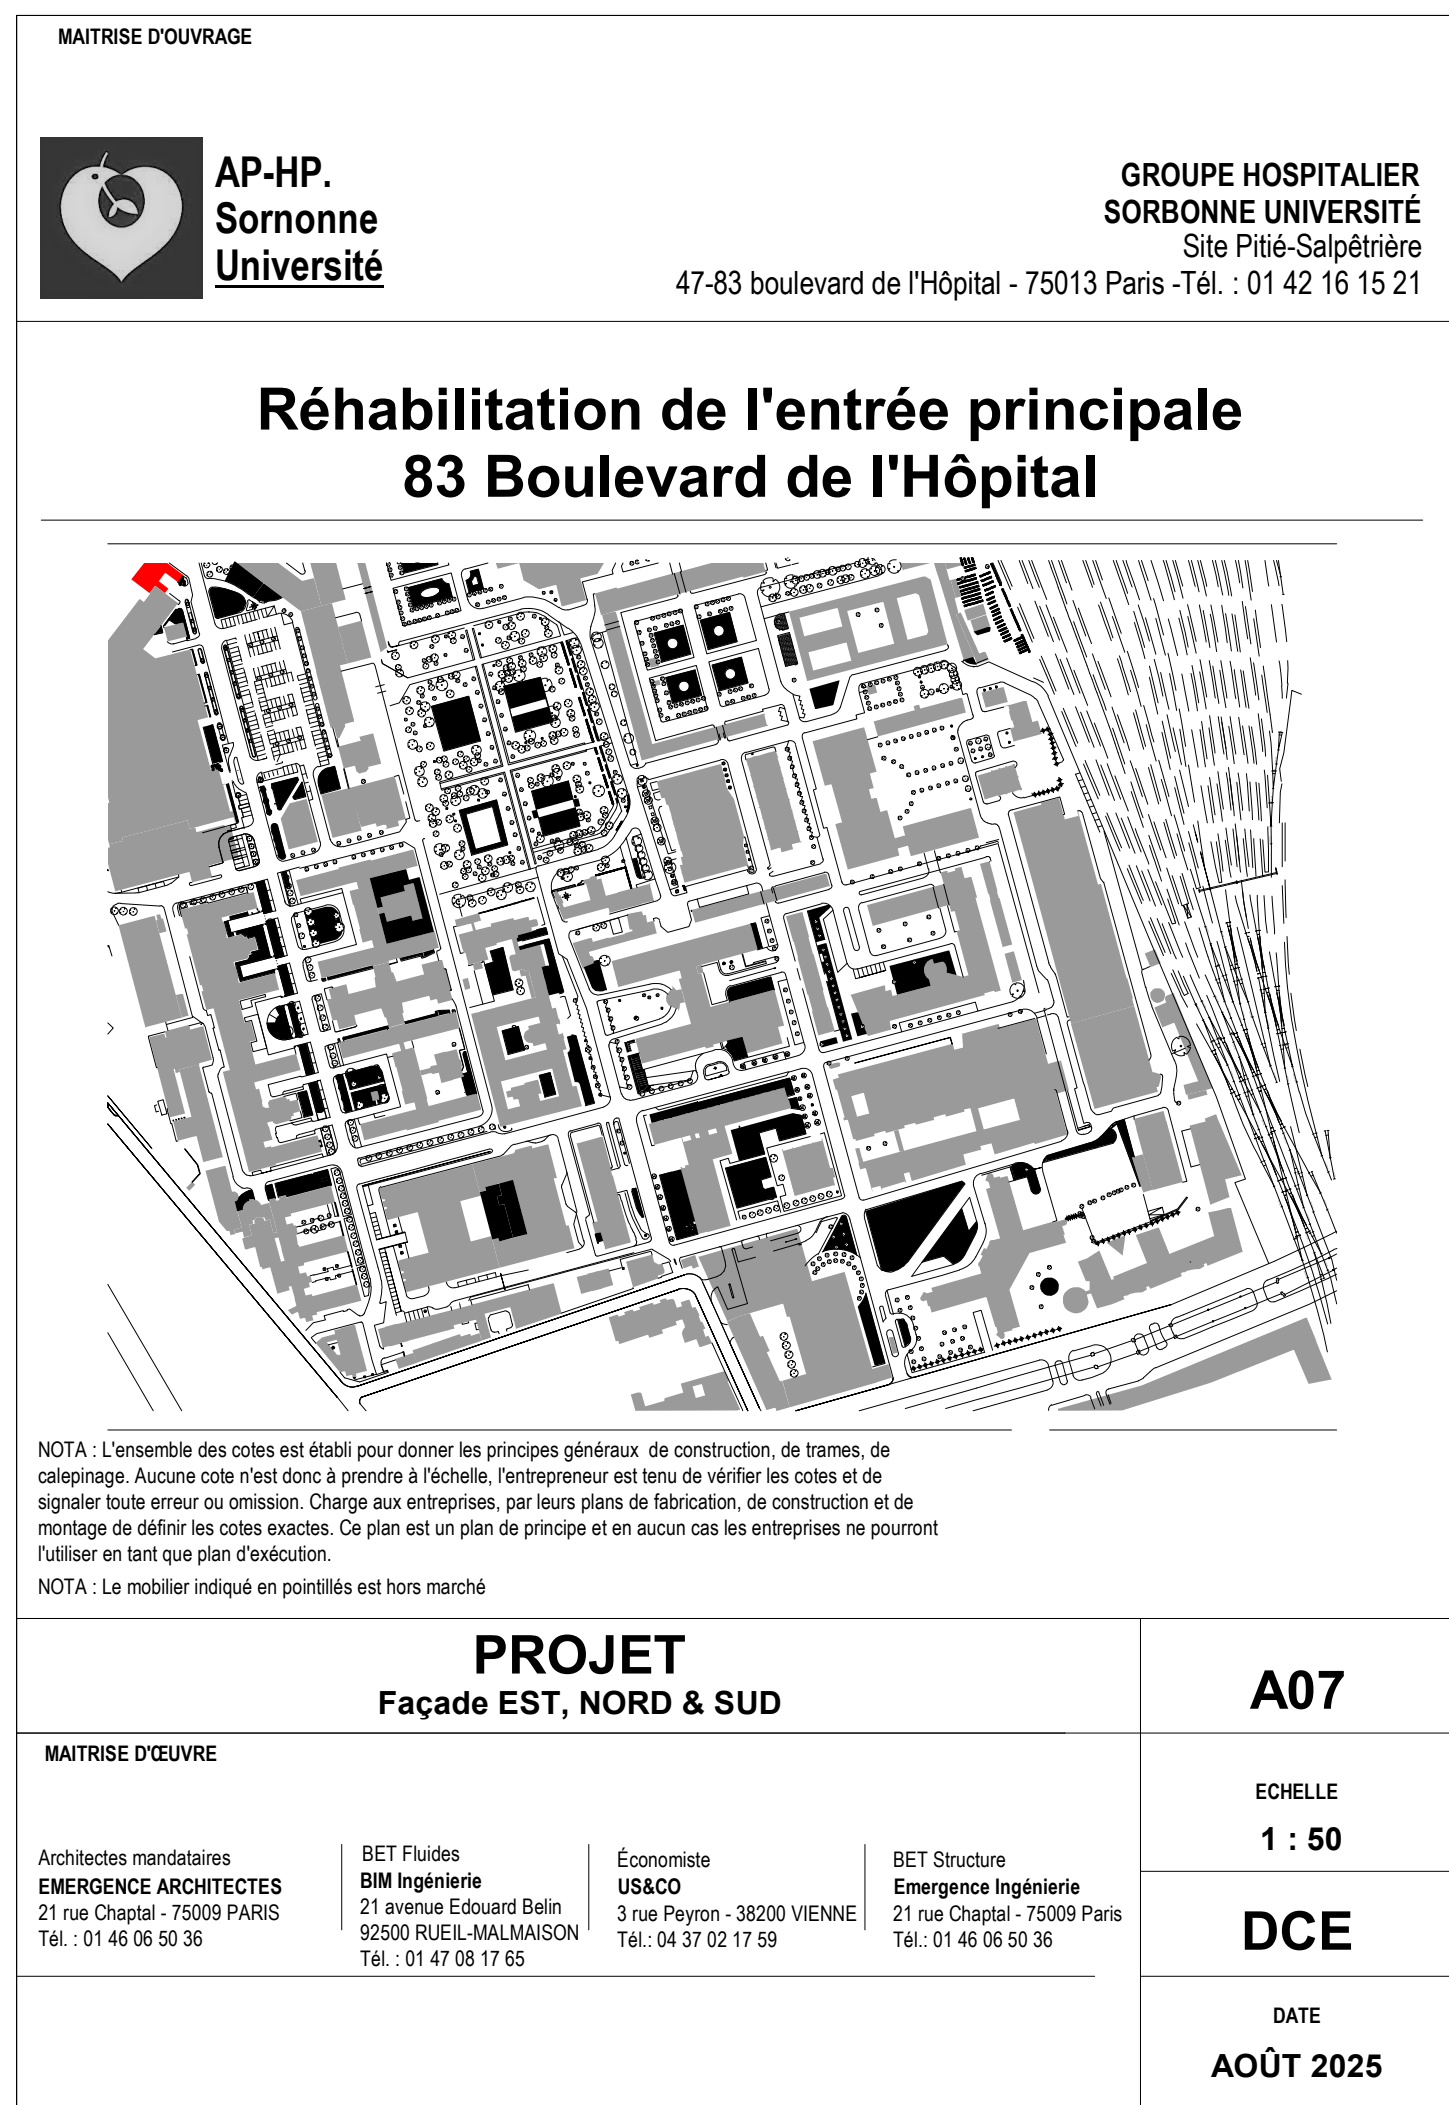 MAITRISE D'OUVRAGE
AP-HP.
Sornonne
Université
GROUPE HOSPITALIER
SORBONNE UNIVERSITÉ
Site Pitié-Salpêtrière
47-83 boulevard de l'Hôpital - 75013 Paris -Tél. : 01 42 16 15 21
Réhabilitation de l'entrée principale
83 Boulevard de l'Hôpital
NOTA : L'ensemble des cotes est établi pour donner les principes généraux  de construction, de trames, de
calepinage. Aucune cote n'est donc à prendre à l'échelle, l'entrepreneur est tenu de vérifier les cotes et de
signaler toute erreur ou omission. Charge aux entreprises, par leurs plans de fabrication, de construction et de
montage de définir les cotes exactes. Ce plan est un plan de principe et en aucun cas les entreprises ne pourront
l'utiliser en tant que plan d'exécution.
NOTA : Le mobilier indiqué en pointillés est hors marché
PROJET
Façade EST, NORD & SUD
A07
MAITRISE D'ŒUVRE
Architectes mandataires
EMERGENCE ARCHITECTES
21 rue Chaptal - 75009 PARIS
Tél. : 01 46 06 50 36
BET Fluides
BIM Ingénierie
21 avenue Edouard Belin
92500 RUEIL-MALMAISON
Tél. : 01 47 08 17 65
Économiste
US&CO
3 rue Peyron - 38200 VIENNE
Tél.: 04 37 02 17 59
BET Structure
Emergence Ingénierie
21 rue Chaptal - 75009 Paris
Tél.: 01 46 06 50 36
ECHELLE
1 : 50
DCE
DATE
AOÛT 2025